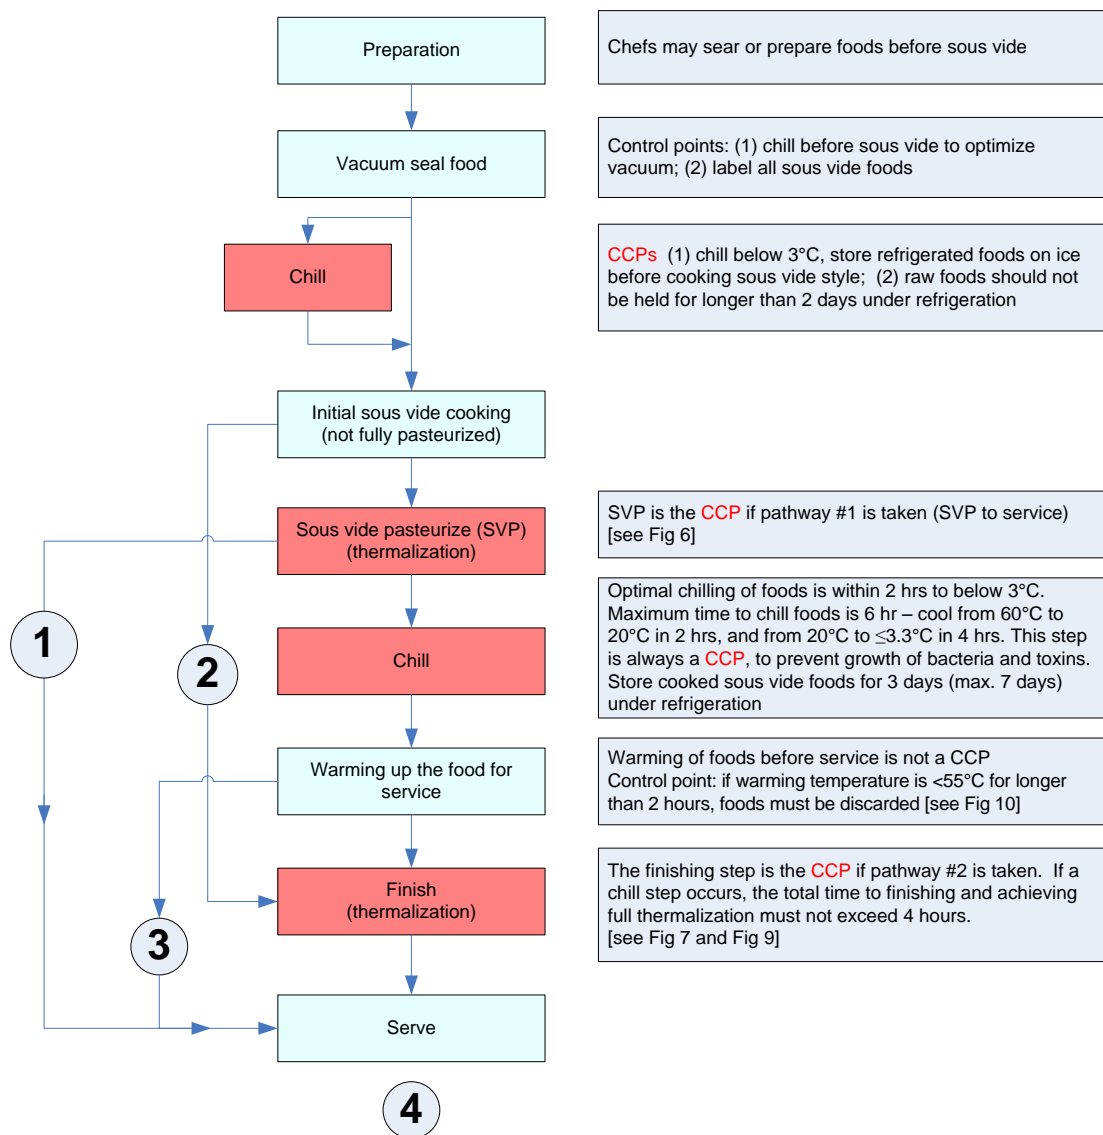 Preparation
Chefs may sear or prepare foods before sous vide
Vacuum seal food
Control points: (1) chill before sous vide to optimize
vacuum; (2) label all sous vide foods
Chill
CCPs (1) chill below 3°C, store refrigerated foods on ice
before cooking sous vide style; (2) raw foods should not
be held for longer than 2 days under refrigeration
Initial sous vide cooking
(not fully pasteurized)
Sous vide pasteurize (SVP)
(thermalization)
SVP is the CCP if pathway #1 is taken (SVP to service)
[see Fig 6]
1
2
Chill
Optimal chilling of foods is within 2 hrs to below 3°C.
Maximum time to chill foods is 6 hr – cool from 60°C to
20°C in 2 hrs, and from 20°C to ≤3.3°C in 4 hrs. This step
is always a CCP, to prevent growth of bacteria and toxins.
Store cooked sous vide foods for 3 days (max. 7 days)
under refrigeration
Warming up the food for
service
Warming of foods before service is not a CCP
Control point: if warming temperature is <55°C for longer
than 2 hours, foods must be discarded [see Fig 10]
Finish
(thermalization)
The finishing step is the CCP if pathway #2 is taken. If a
chill step occurs, the total time to finishing and achieving
full thermalization must not exceed 4 hours.
[see Fig 7 and Fig 9]
3
Serve
4